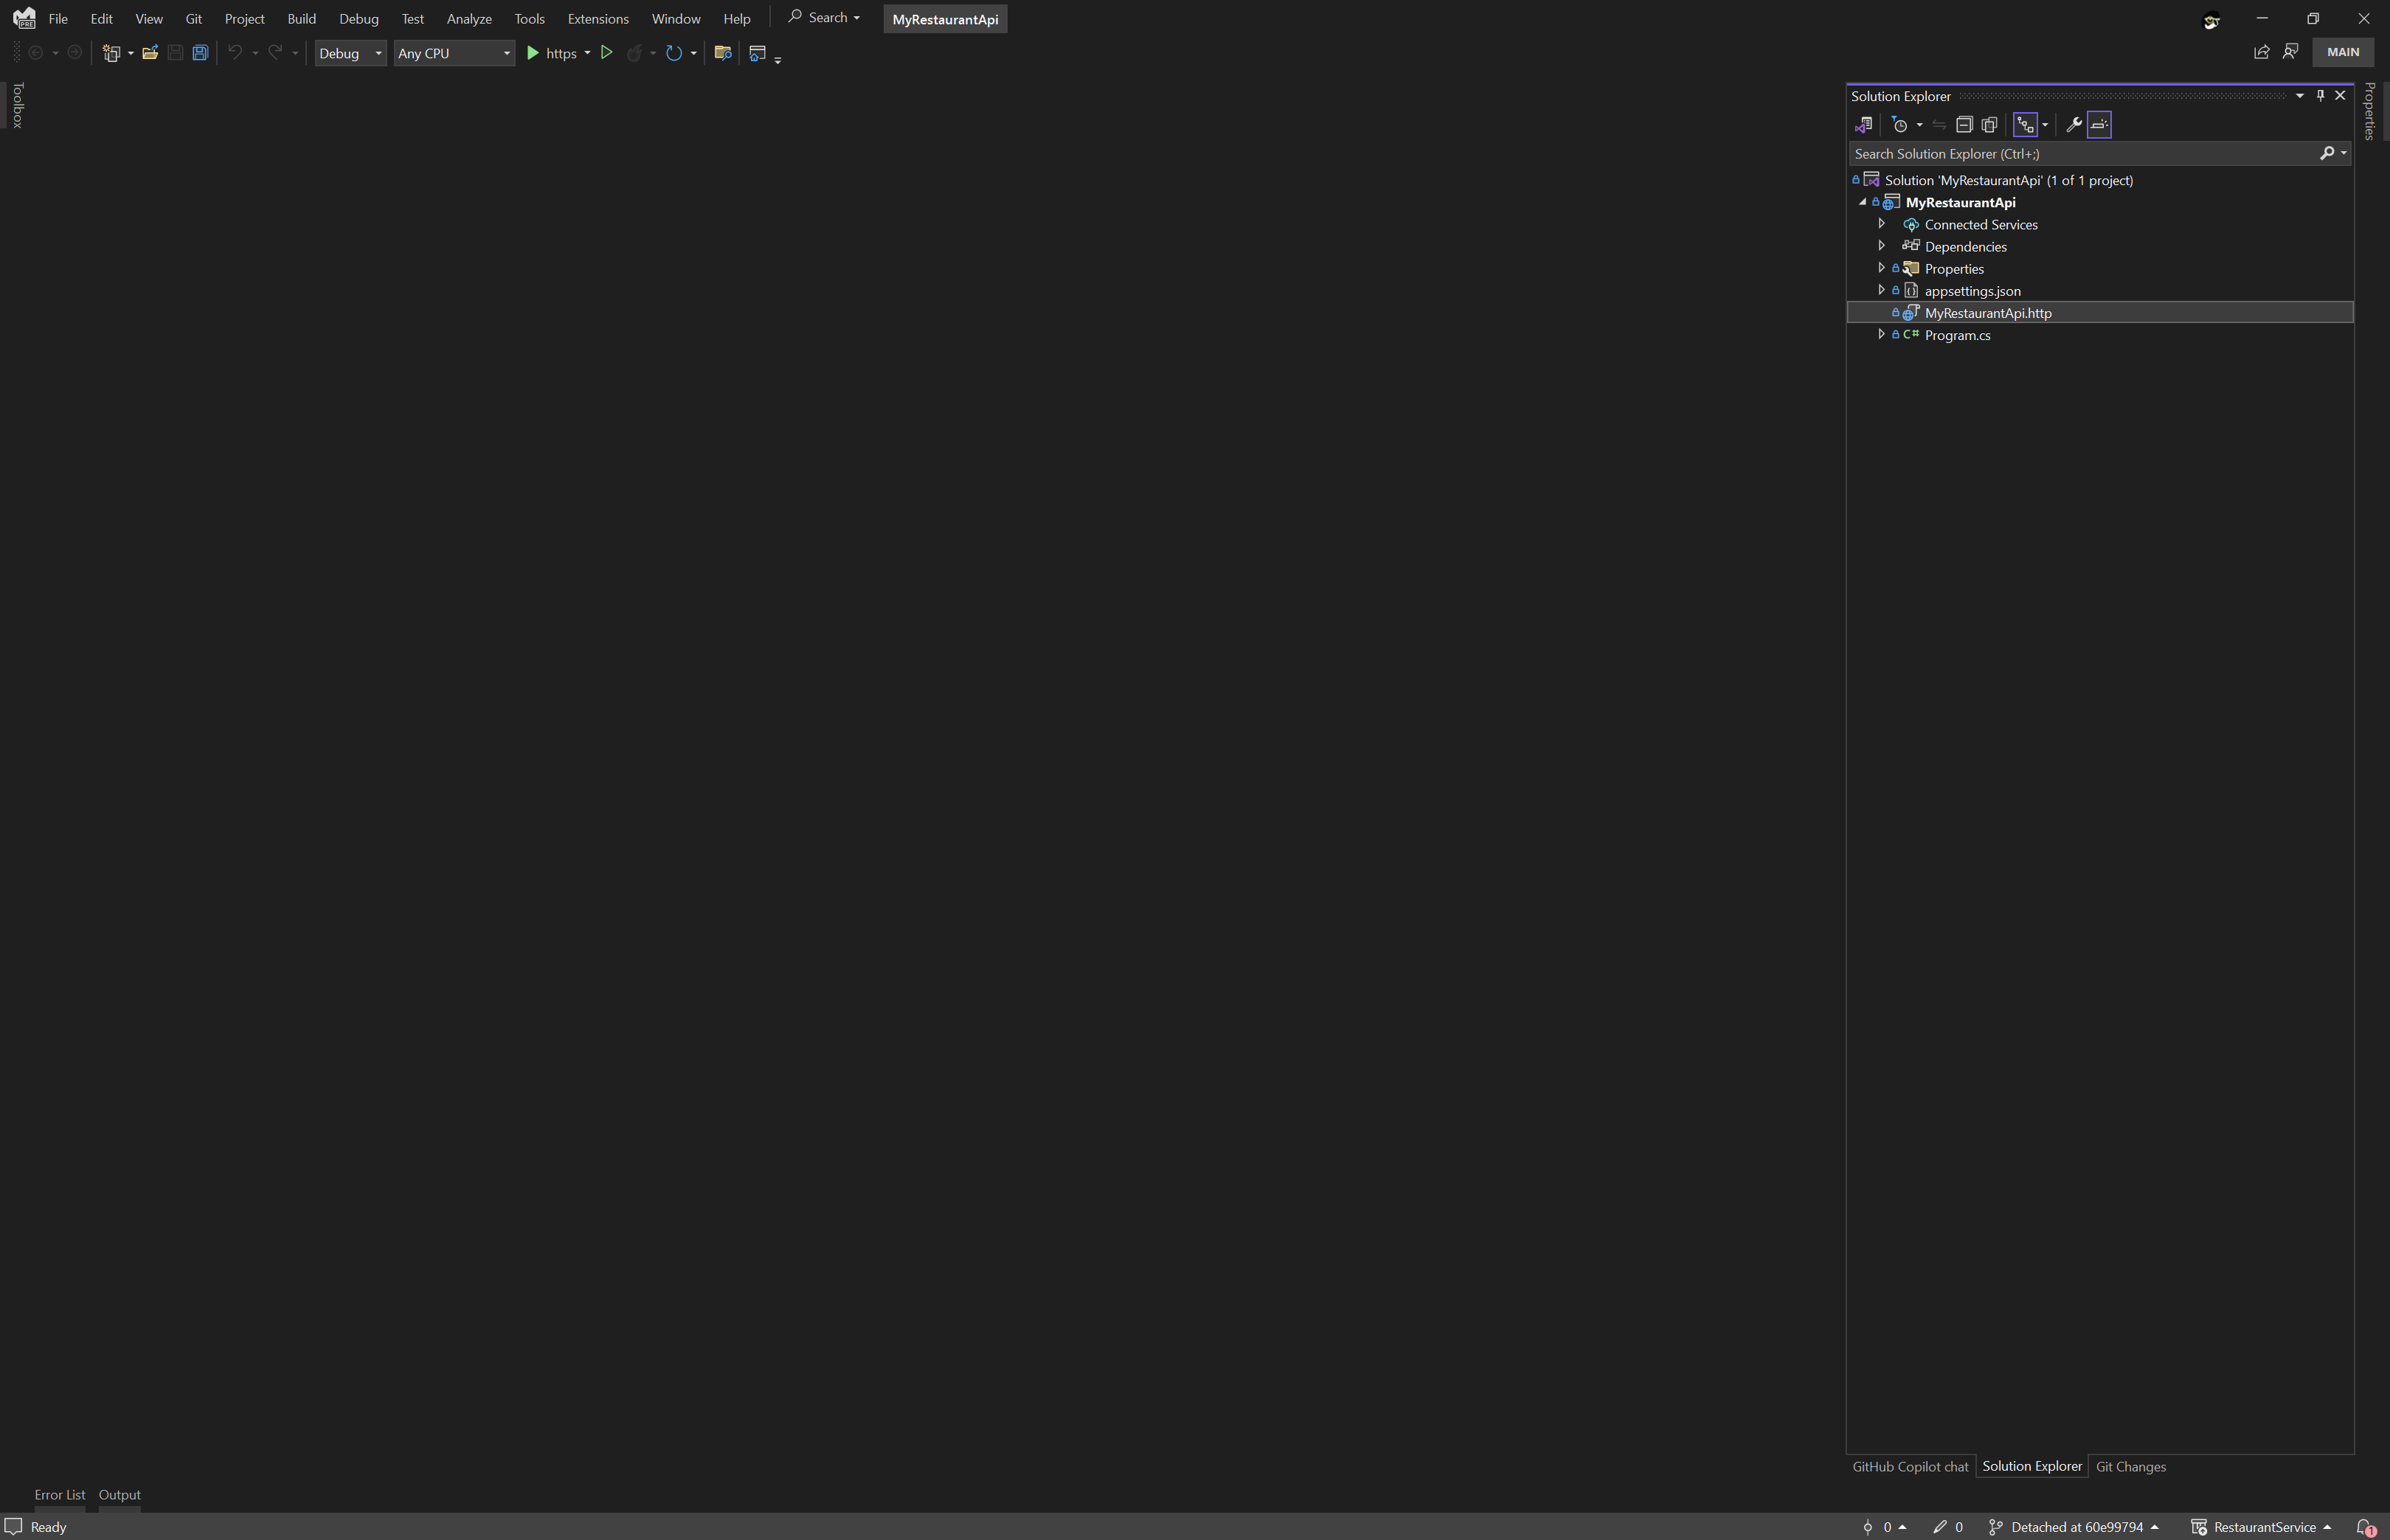 File Edit View Git Project Build Debug Test Analyze Tools Extensions Window Help Search MyRestaurantApi
PRE
Debug Any CPU https MAIN
Toolbox
Properties
Solution Explorer
Search Solution Explorer (Ctrl+;)
Solution 'MyRestaurantApi' (1 of 1 project)
MyRestaurantApi
Connected Services
Dependencies
Properties
appsettings.json
MyRestaurantApi.http
C# Program.cs
GitHub Copilot chat Solution Explorer Git Changes
Error List Output
Ready 0 0 Detached at 60e99794 RestaurantService 1